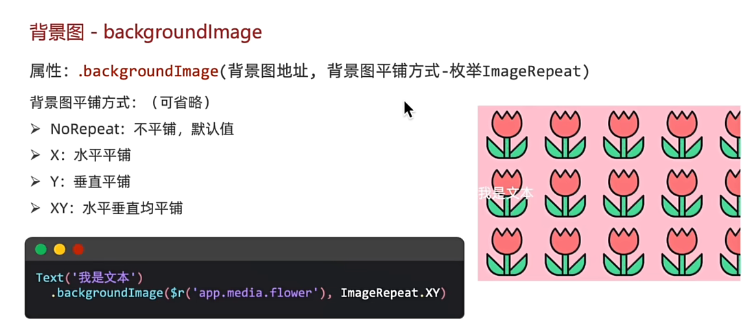 背景图 - backgroundImage
属性：.backgroundImage(背景图地址, 背景图平铺方式-枚举ImageRepeat)
背景图平铺方式：（可省略）
➢ NoRepeat：不平铺，默认值
➢ X：水平平铺
➢ Y：垂直平铺
➢ XY：水平垂直均平铺
Text('我是文本')
.backgroundImage($r('app.media.flower'), ImageRepeat.XY)
我是文本